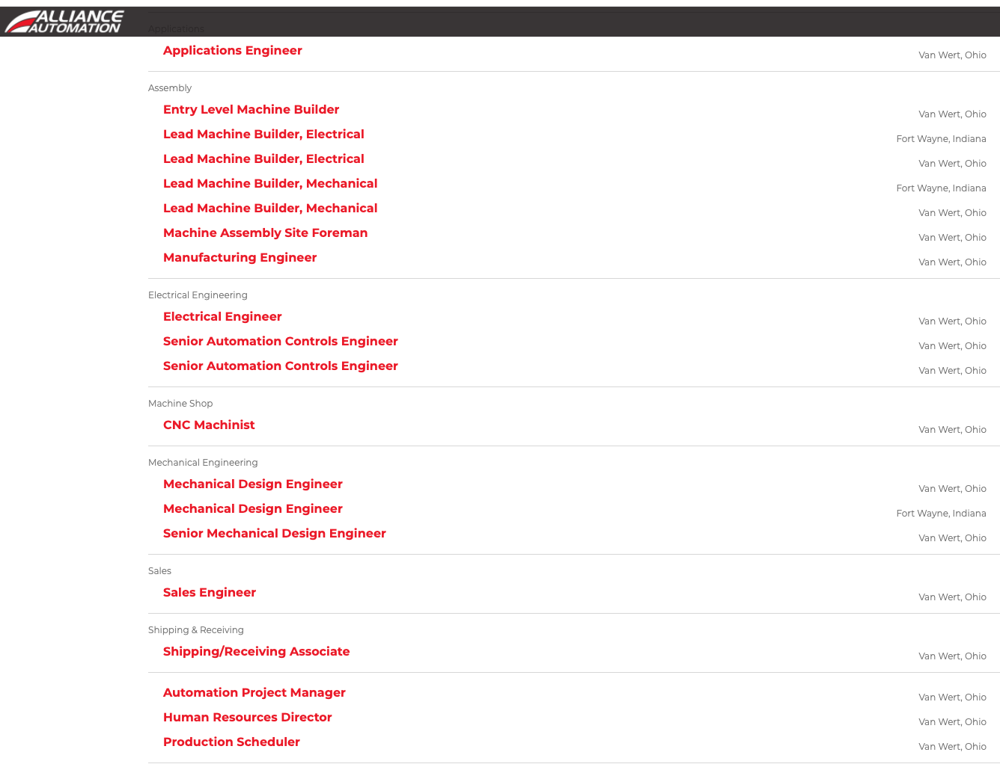 ALLIANCE
AUTOMATION
Applications
Applications Engineer
Van Wert, Ohio
Assembly
Entry Level Machine Builder
Van Wert, Ohio
Lead Machine Builder, Electrical
Fort Wayne, Indiana
Lead Machine Builder, Electrical
Van Wert, Ohio
Lead Machine Builder, Mechanical
Fort Wayne, Indiana
Lead Machine Builder, Mechanical
Van Wert, Ohio
Machine Assembly Site Foreman
Van Wert, Ohio
Manufacturing Engineer
Van Wert, Ohio
Electrical Engineering
Electrical Engineer
Van Wert, Ohio
Senior Automation Controls Engineer
Van Wert, Ohio
Senior Automation Controls Engineer
Van Wert, Ohio
Machine Shop
CNC Machinist
Van Wert, Ohio
Mechanical Engineering
Mechanical Design Engineer
Van Wert, Ohio
Mechanical Design Engineer
Fort Wayne, Indiana
Senior Mechanical Design Engineer
Van Wert, Ohio
Sales
Sales Engineer
Van Wert, Ohio
Shipping & Receiving
Shipping/Receiving Associate
Van Wert, Ohio
Automation Project Manager
Van Wert, Ohio
Human Resources Director
Van Wert, Ohio
Production Scheduler
Van Wert, Ohio